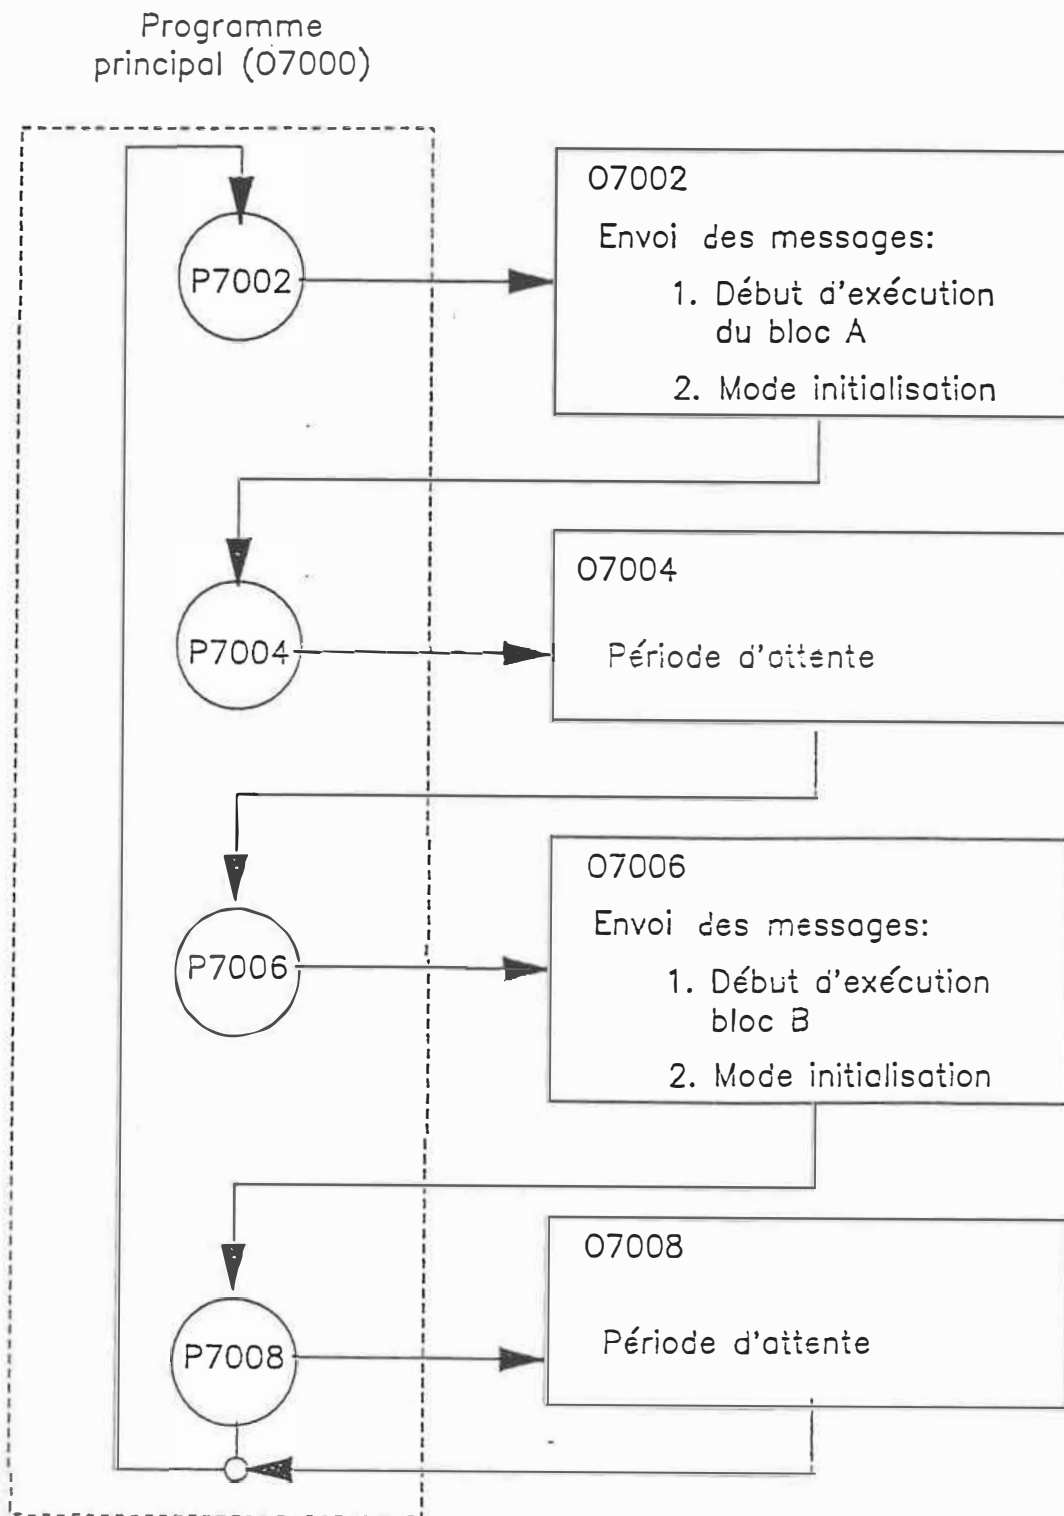 Programme
principal (O7000)
P7002
O7002
Envoi des messages:
1. Début d'exécution
du bloc A
2. Mode initialisation
P7004
O7004
Période d'attente
P7006
O7006
Envoi des messages:
1. Début d'exécution
bloc B
2. Mode initialisation
P7008
O7008
Période d'attente